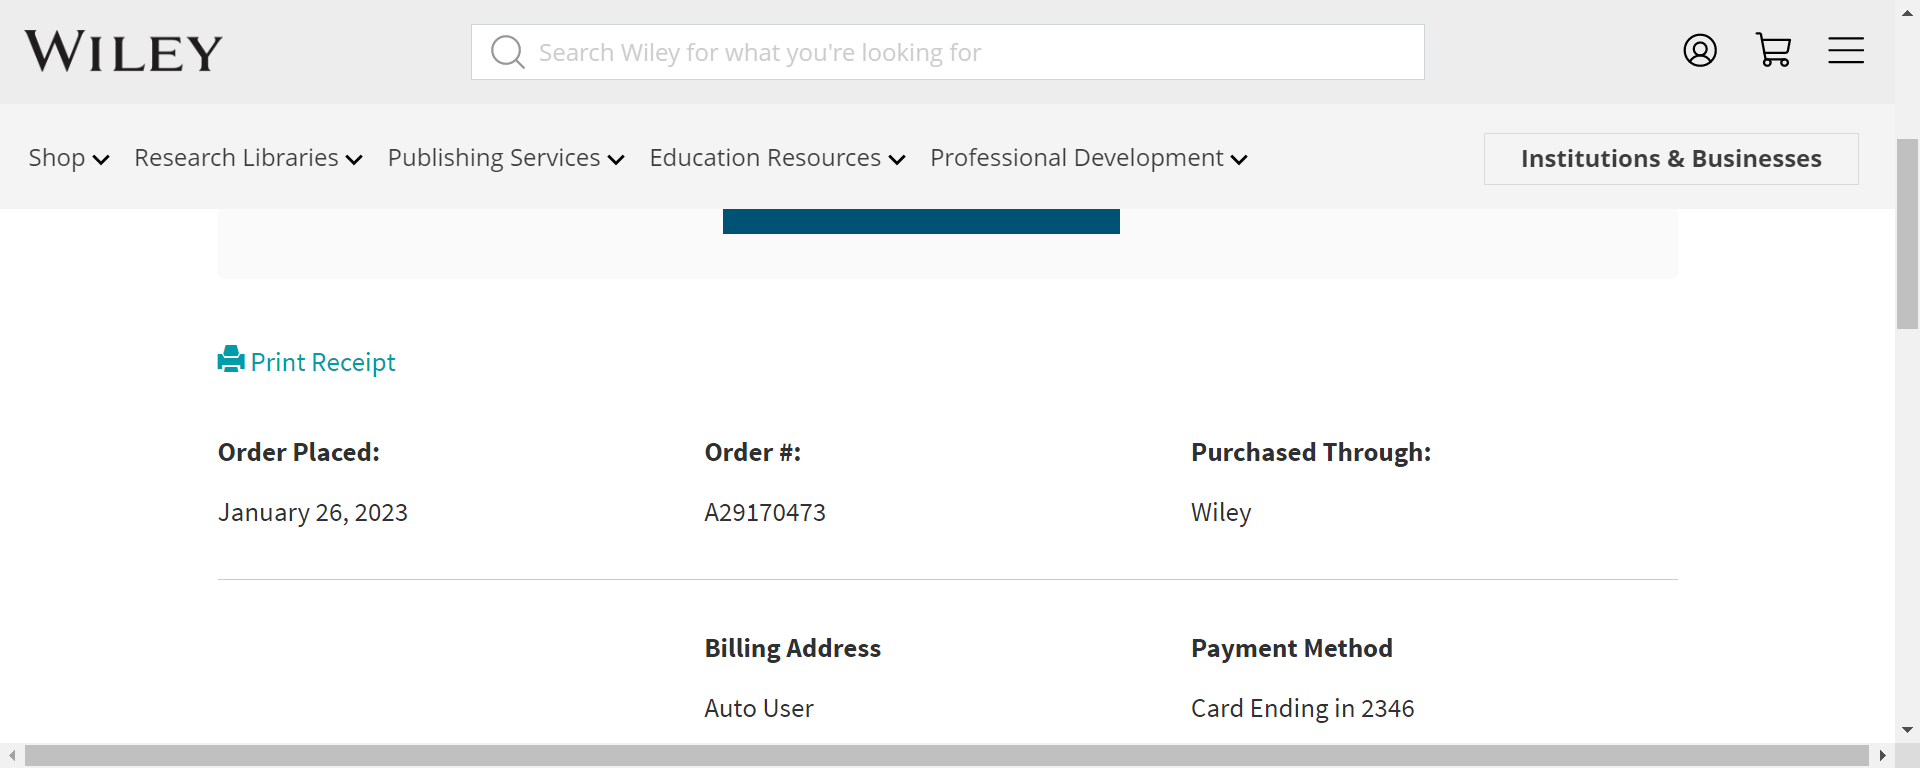 WILEY
Search Wiley for what you're looking for
Shop Research Libraries Publishing Services Education Resources Professional Development Institutions & Businesses
Print Receipt
Order Placed: Order #: Purchased Through:
January 26, 2023 A29170473 Wiley
Billing Address Payment Method
Auto User Card Ending in 2346